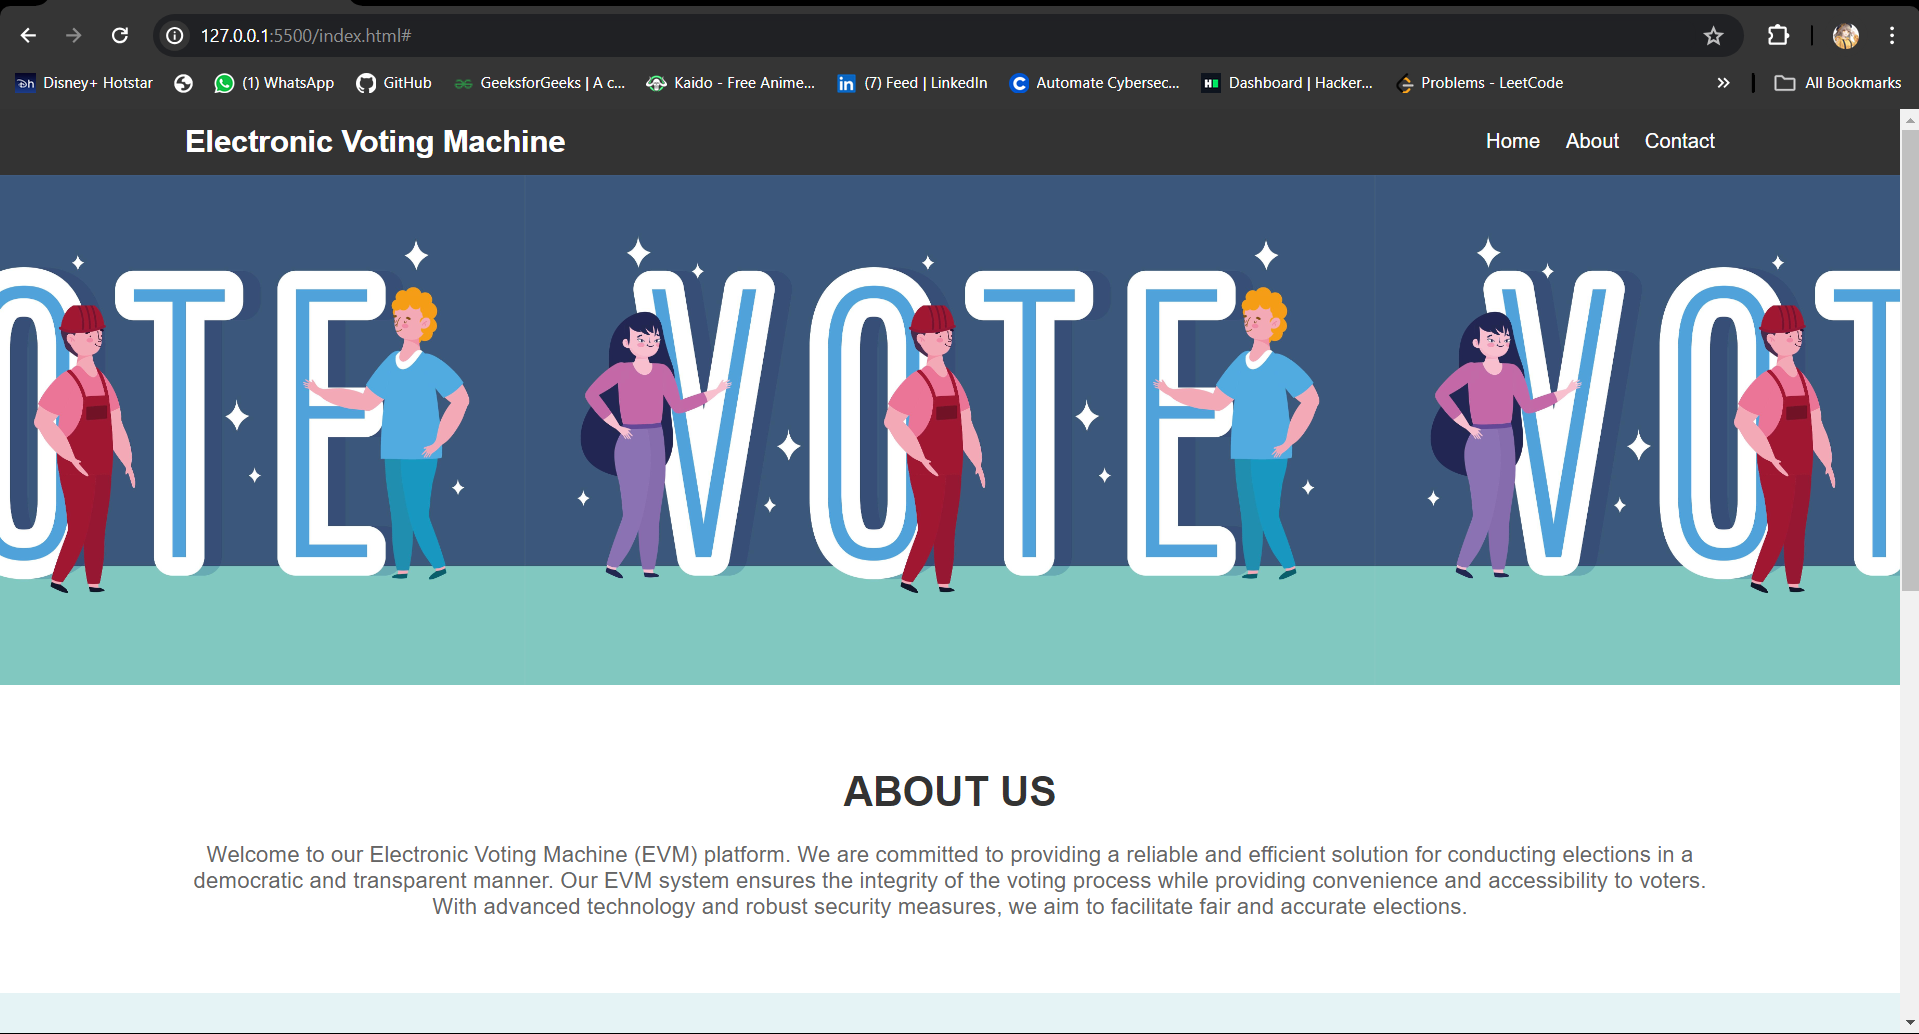 127.0.0.1:5500/index.html#
Disney+ Hotstar (1) WhatsApp GitHub GeeksforGeeks | A c... Kaido - Free Anime... (7) Feed | LinkedIn Automate Cybersec... Dashboard | Hacker... Problems - LeetCode » All Bookmarks
Electronic Voting Machine Home About Contact
OTE VOTE VOT
ABOUT US
Welcome to our Electronic Voting Machine (EVM) platform. We are committed to providing a reliable and efficient solution for conducting elections in a
democratic and transparent manner. Our EVM system ensures the integrity of the voting process while providing convenience and accessibility to voters.
With advanced technology and robust security measures, we aim to facilitate fair and accurate elections.